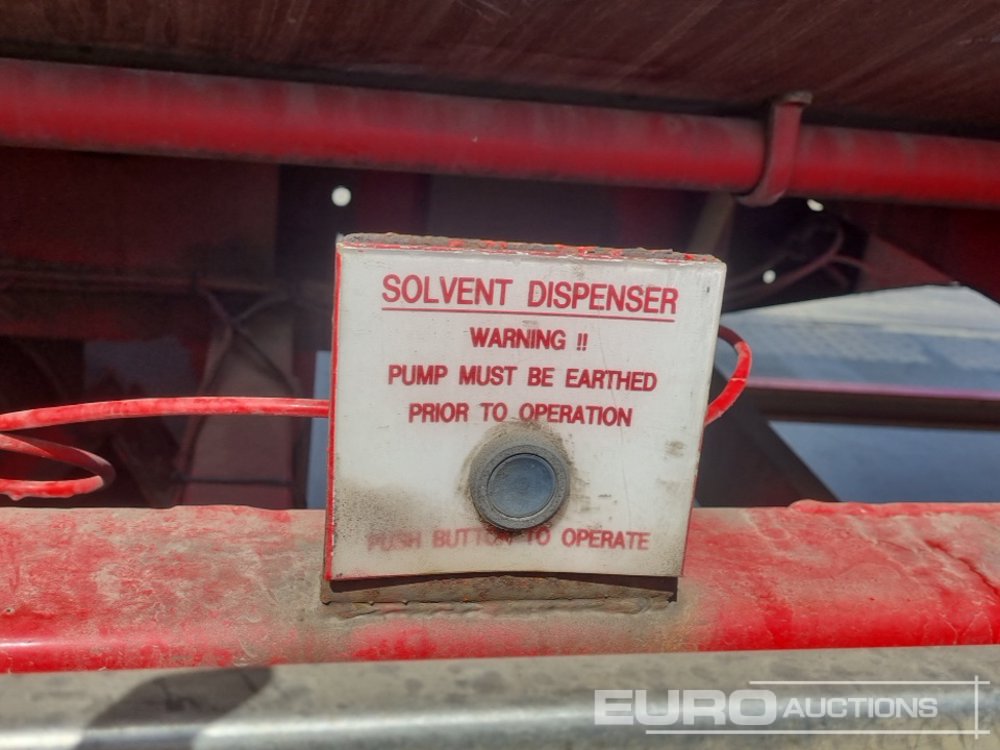 SOLVENT DISPENSER
WARNING !!
PUMP MUST BE EARTHED
PRIOR TO OPERATION
PUSH BUTTON TO OPERATE
EURO AUCTIONS